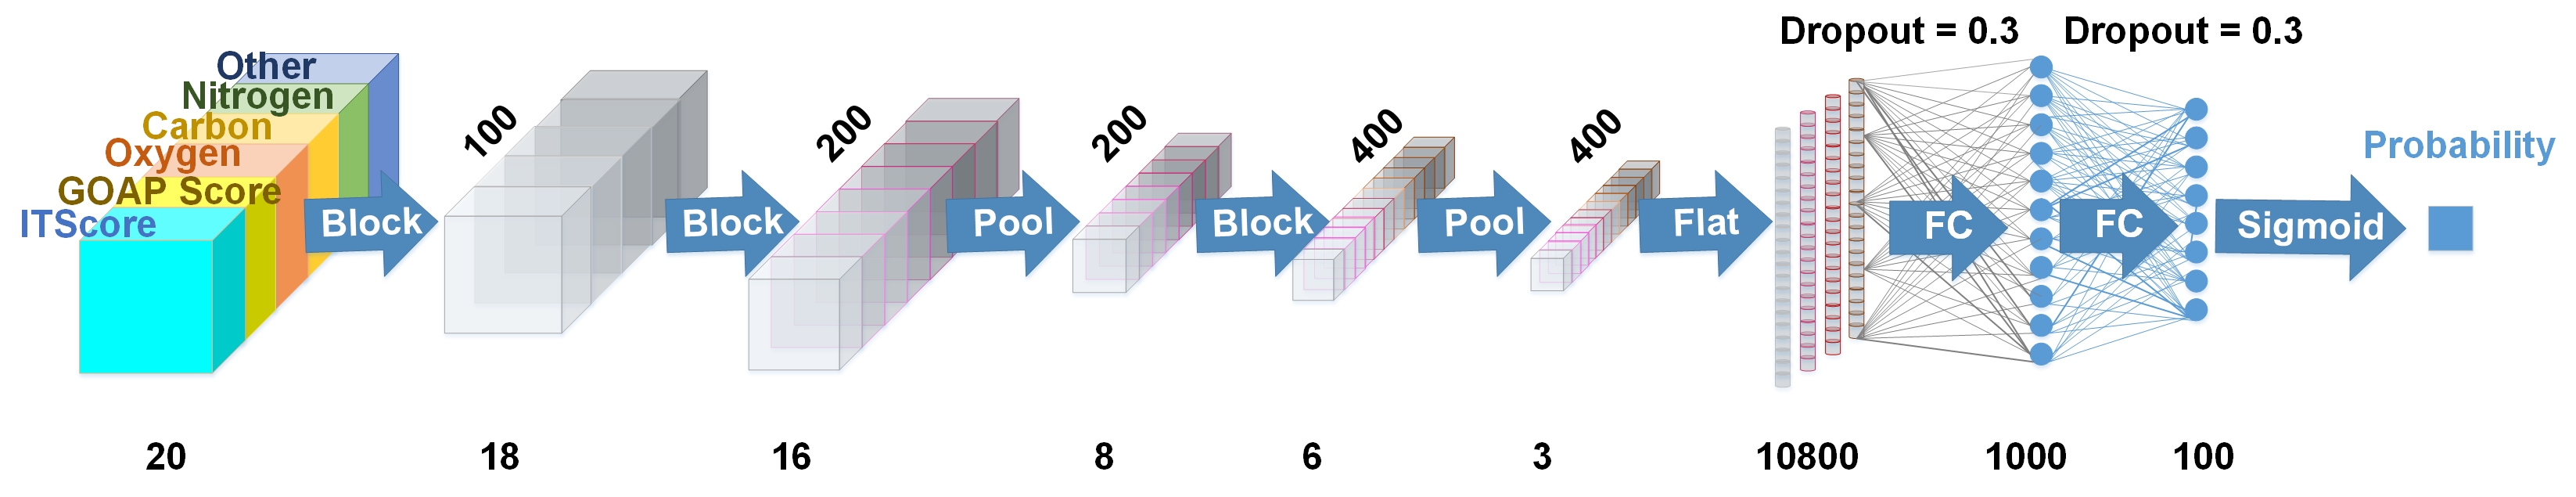 Dropout = 0.3
Dropout = 0.3
Other
Nitrogen
Carbon
Oxygen
GOAP Score
ITScore
Block
100
Block
200
Pool
200
Block
400
Pool
400
Flat
FC
FC
Sigmoid
Probability
20
18
16
8
6
3
10800
1000
100